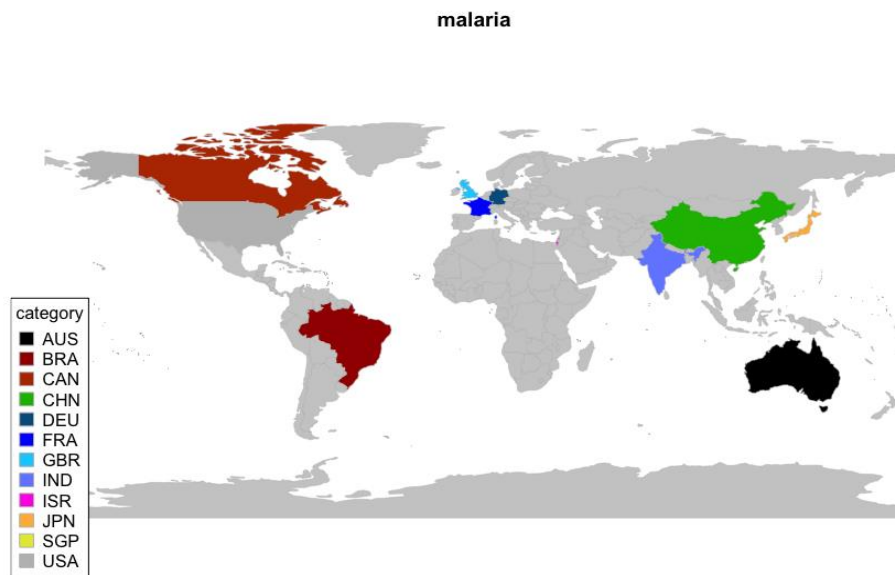 malaria
category
AUS
BRA
CAN
CHN
DEU
FRA
GBR
IND
ISR
JPN
SGP
USA